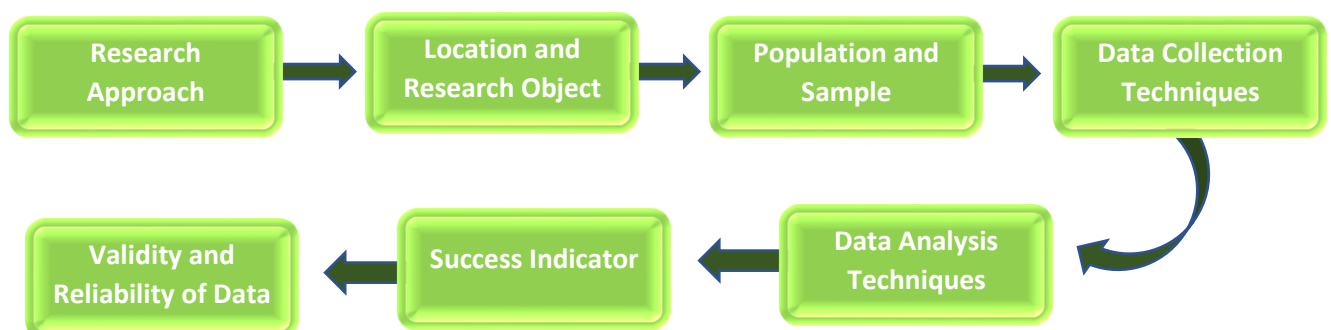 Research
Approach
Location and
Research Object
Population and
Sample
Data Collection
Techniques
Data Analysis
Techniques
Success Indicator
Validity and
Reliability of Data